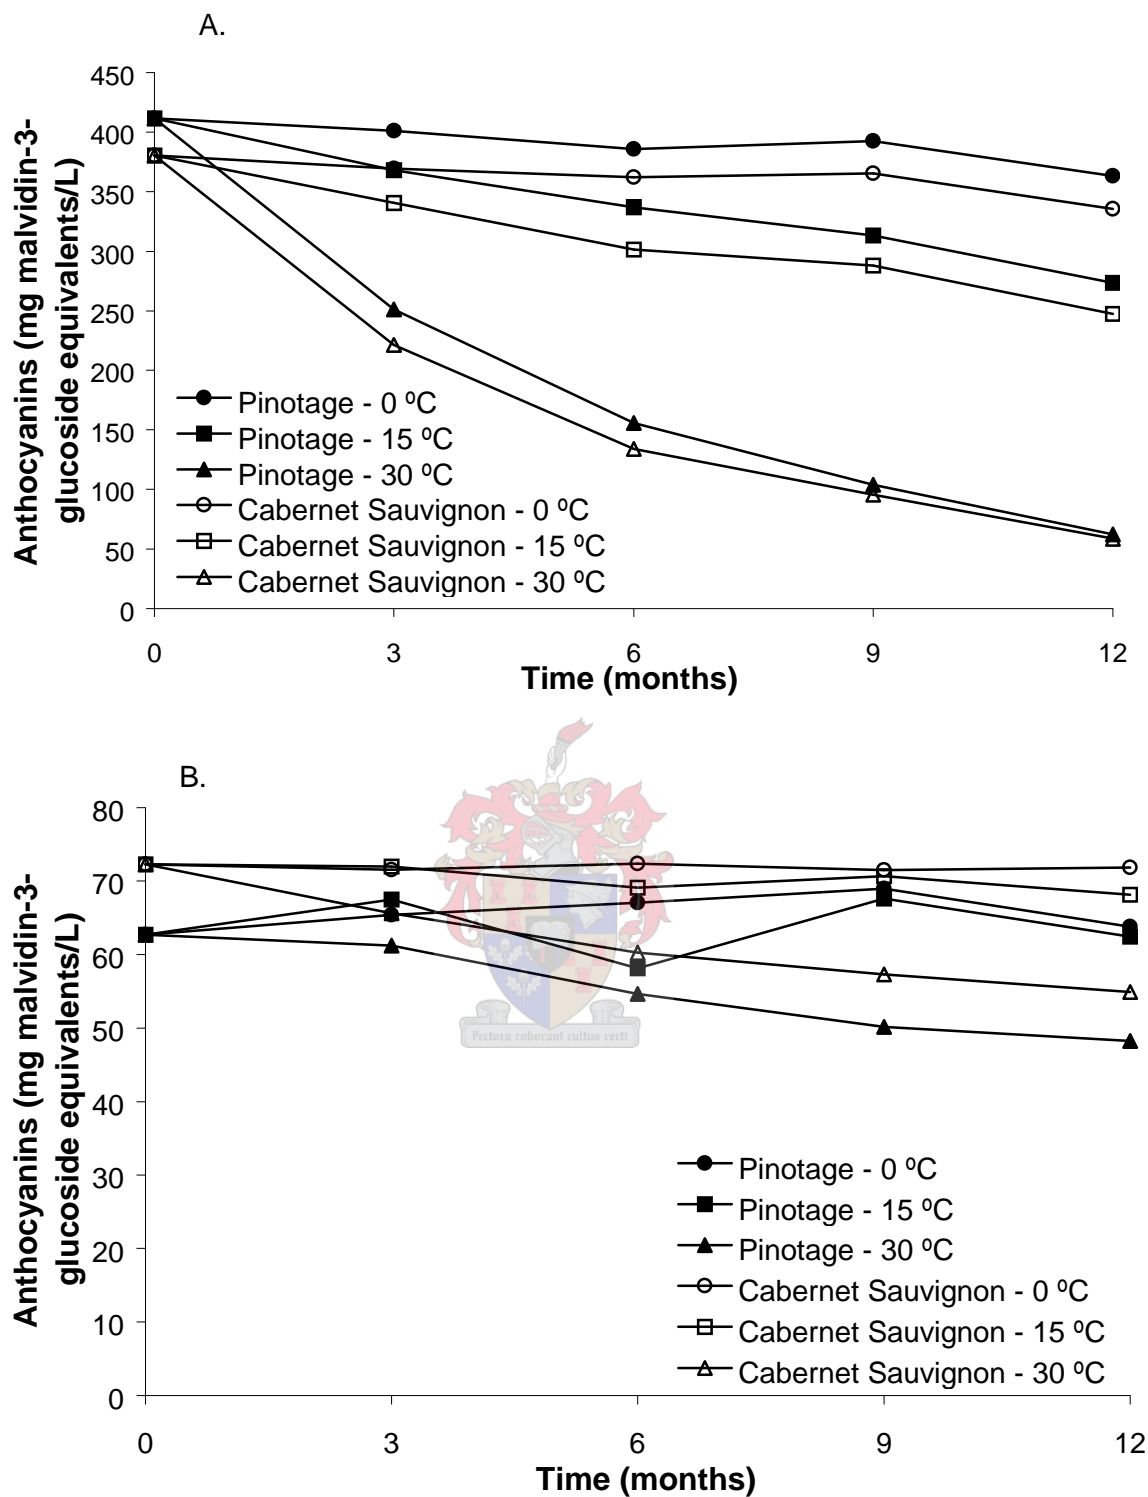 A.
Anthocyanins (mg malvidin-3-
glucoside equivalents/L)
450
400
350
300
250
200
150
100
50
0
Pinotage - 0 ºC
Pinotage - 15 ºC
Pinotage - 30 ºC
Cabernet Sauvignon - 0 ºC
Cabernet Sauvignon - 15 ºC
Cabernet Sauvignon - 30 ºC
0 3 6 9 12
Time (months)
B.
Anthocyanins (mg malvidin-3-
glucoside equivalents/L)
80
70
60
50
40
30
20
10
0
Pectora roborant cultus recti
Pinotage - 0 ºC
Pinotage - 15 ºC
Pinotage - 30 ºC
Cabernet Sauvignon - 0 ºC
Cabernet Sauvignon - 15 ºC
Cabernet Sauvignon - 30 ºC
0 3 6 9 12
Time (months)